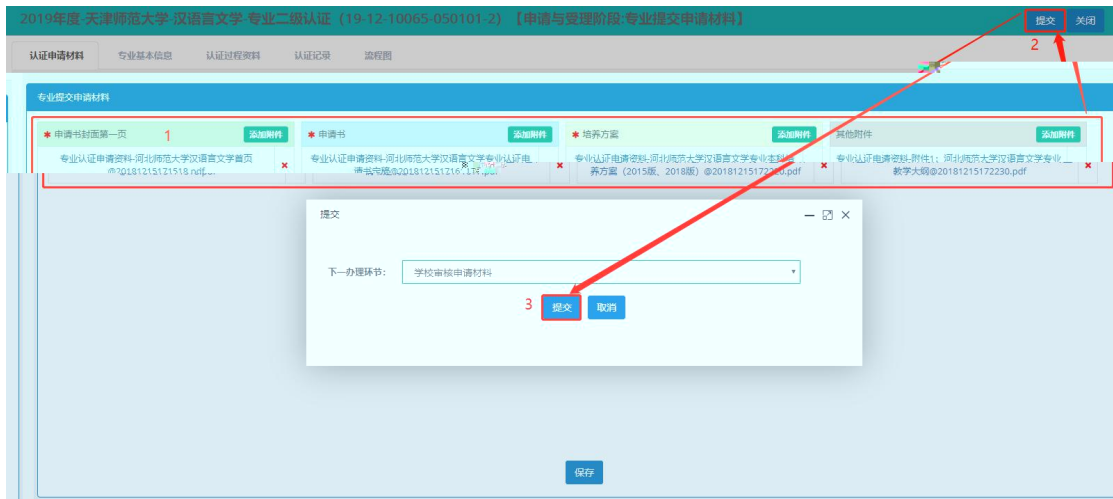 2019年度-天津师范大学-汉语言文学-专业二级认证（19-12-10065-050101-2）【申请与受理阶段:专业提交申请材料】
提交 关闭
2
认证申请材料 专业基本信息 认证过程资料 认证记录 流程图
专业提交申请材料
* 申请书封面第一页 1 添加附件 * 申请书 添加附件 * 培养方案 添加附件 其他附件 添加附件
专业认证申请资料-河北师范大学汉语言文学首页 专业认证申请资料-河北师范大学汉语言文学专业认证申 专业认证申请资料-河北师范大学汉语言文学专业本科 专业认证申请资料-附件1：河北师范大学汉语言文学专业
@20181215171518.pdf 请书 @201812151716 .pdf 养方案（2015版、2018版）@20181215172220.pdf 教学大纲@20181215172230.pdf
提交
下一办理环节： 学校审核申请材料
3 提交 取消
保存